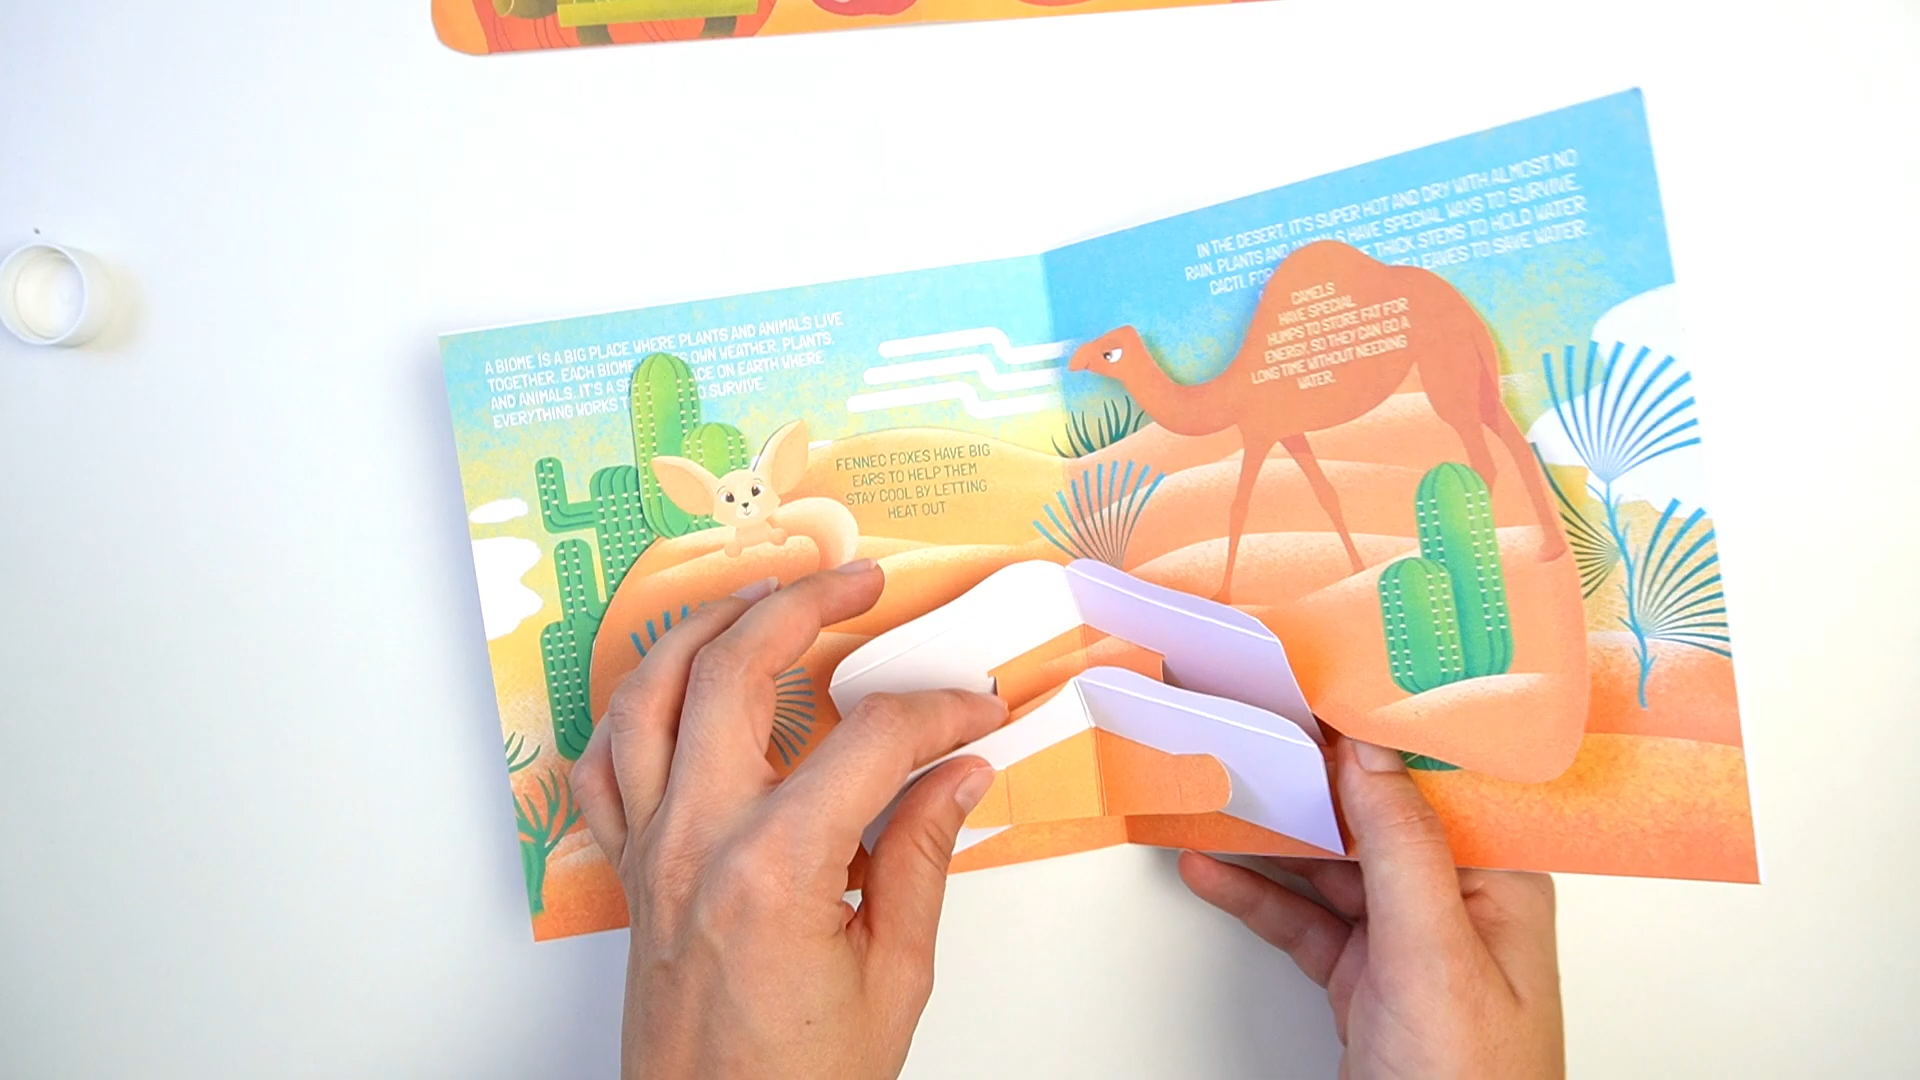 A BIOME IS A BIG PLACE WHERE PLANTS AND ANIMALS LIVE
TOGETHER. EACH BIOME OWN WEATHER, PLANTS,
AND ANIMALS. IT'S A ON EARTH WHERE
EVERYTHING WORKS SURVIVE.
FENNEC FOXES HAVE BIG
EARS TO HELP THEM
STAY COOL BY LETTING
HEAT OUT
IN THE DESERT, IT'S SUPER HOT AND DRY WITH ALMOST NO
RAIN. PLANTS AND HAVE SPECIAL WAYS TO SURVIVE.
CACTI, THICK STEMS TO HOLD WATER
LEAVES TO SAVE WATER.
CAMELS
HAVE SPECIAL
HUMPS TO STORE FAT FOR
ENERGY, SO THEY CAN GO A
LONG TIME WITHOUT NEEDING
WATER.